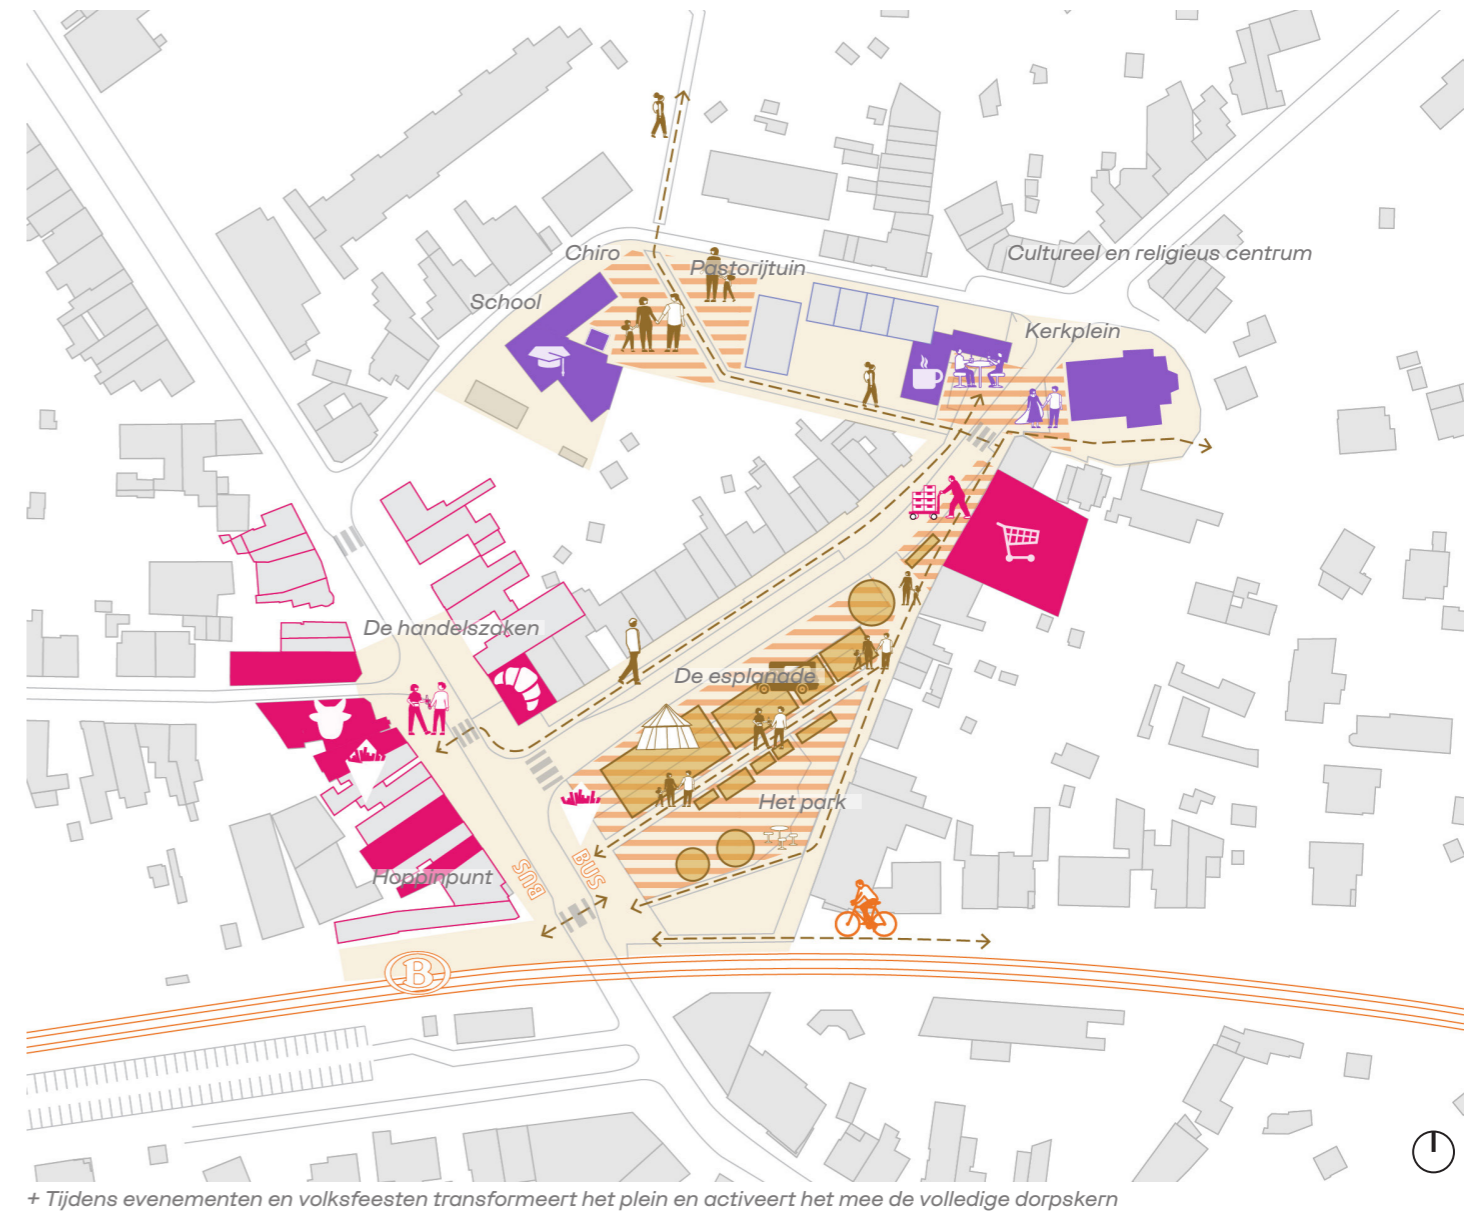 Chiro
Pastorijtuin
Cultureel en religieus centrum
School
Kerkplein
De handelszaken
De esplanade
Het park
Hoppinpunt
BUS
BUS
B
+ Tijdens evenementen en volksfeesten transformeert het plein en activeert het mee de volledige dorpskern